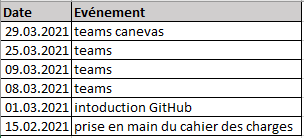 Date Evénement
29.03.2021 teams canevas
25.03.2021 teams
09.03.2021 teams
08.03.2021 teams
01.03.2021 intoduction GitHub
15.02.2021 prise en main du cahier des charges